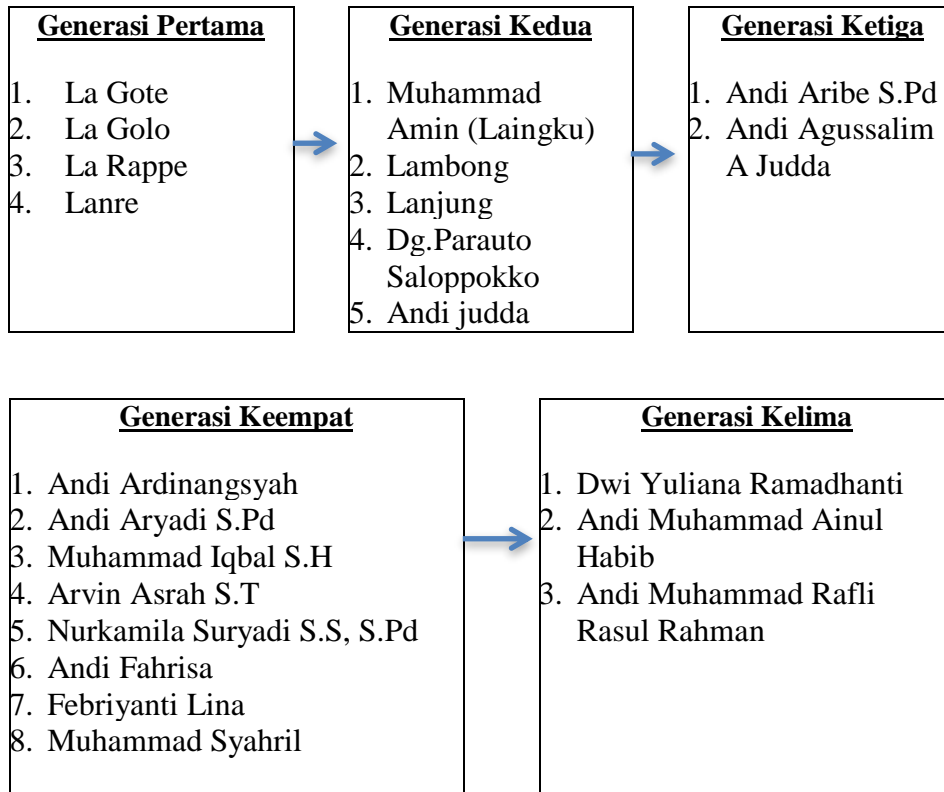 Generasi Pertama
1. La Gote
2. La Golo
3. La Rappe
4. Lanre
Generasi Kedua
1. Muhammad
Amin (Laingku)
2. Lambong
3. Lanjung
4. Dg.Parauto
Saloppokko
5. Andi judda
Generasi Ketiga
1. Andi Aribe S.Pd
2. Andi Agussalim
A Judda
Generasi Keempat
1. Andi Ardinangsyah
2. Andi Aryadi S.Pd
3. Muhammad Iqbal S.H
4. Arvin Asrah S.T
5. Nurkamila Suryadi S.S, S.Pd
6. Andi Fahrisa
7. Febriyanti Lina
8. Muhammad Syahril
Generasi Kelima
1. Dwi Yuliana Ramadhanti
2. Andi Muhammad Ainul
Habib
3. Andi Muhammad Rafli
Rasul Rahman